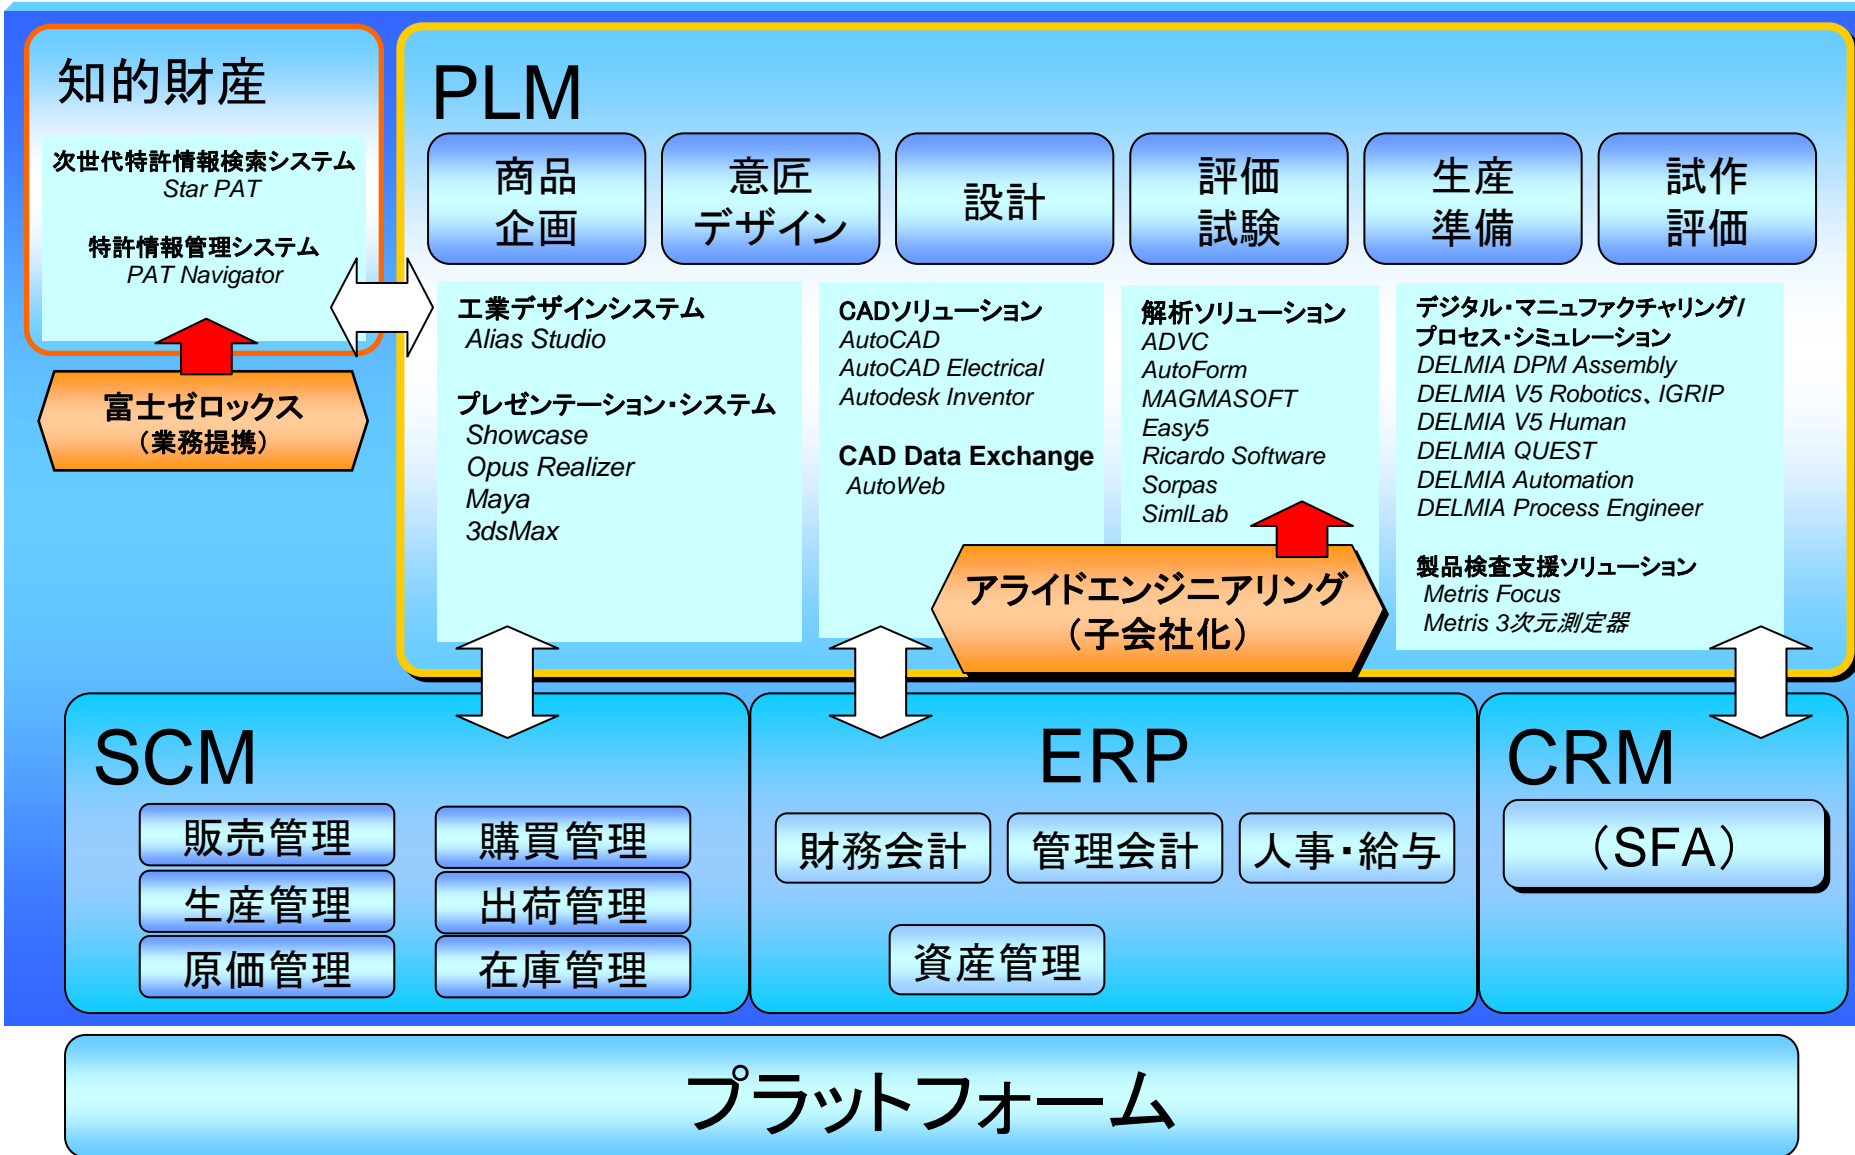 知的財産
次世代特許情報検索システム
Star PAT
特許情報管理システム
PAT Navigator
富士ゼロックス
（業務提携）
PLM
商品
企画
意匠
デザイン
設計
評価
試験
生産
準備
試作
評価
工業デザインシステム
Alias Studio
プレゼンテーション・システム
Showcase
Opus Realizer
Maya
3dsMax
CADソリューション
AutoCAD
AutoCAD Electrical
Autodesk Inventor
CAD Data Exchange
AutoWeb
解析ソリューション
ADVC
AutoForm
MAGMASOFT
Easy5
Ricardo Software
Sorpas
SimlLab
アライドエンジニアリング
（子会社化）
デジタル・マニュファクチャリング/
プロセス・シミュレーション
DELMIA DPM Assembly
DELMIA V5 Robotics、IGRIP
DELMIA V5 Human
DELMIA QUEST
DELMIA Automation
DELMIA Process Engineer
製品検査支援ソリューション
Metris Focus
Metris 3次元測定器
SCM
販売管理
購買管理
生産管理
出荷管理
原価管理
在庫管理
ERP
財務会計
管理会計
人事・給与
資産管理
CRM
（SFA）
プラットフォーム